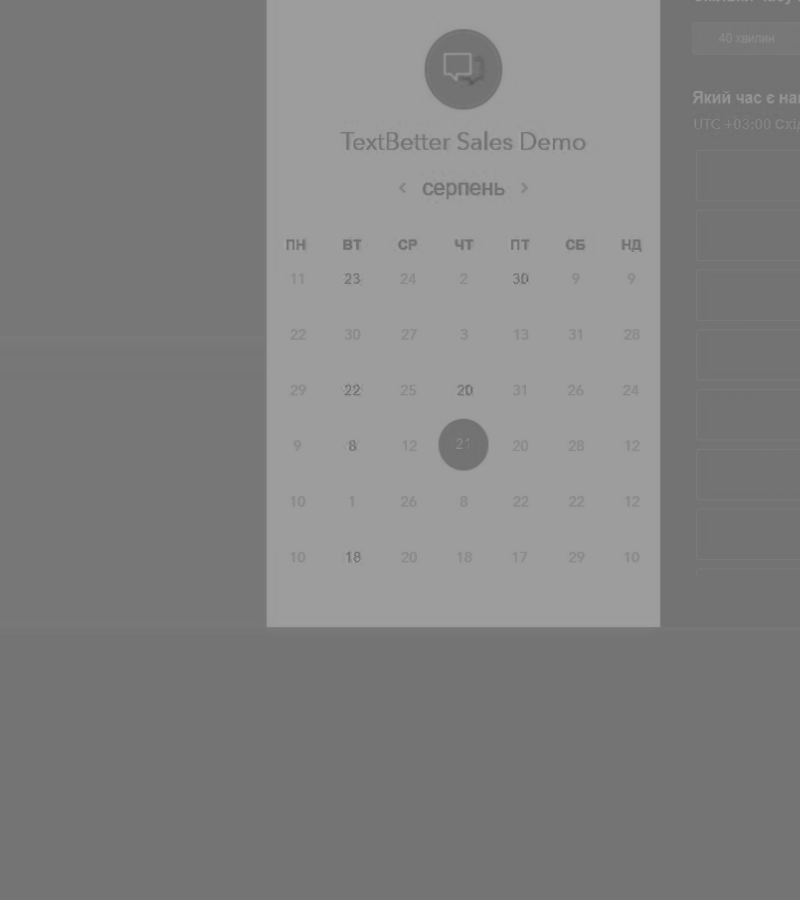 40 хвилин
Який час є на
UTC +03:00 Схі
TextBetter Sales Demo
< серпень >
ПН ВТ СР ЧТ ПТ СБ НД
11 23 24 2 30 9 9
22 30 27 3 13 31 28
29 22 25 20 31 26 24
9 8 12 21 20 28 12
10 1 26 8 22 22 12
10 18 20 18 17 29 10